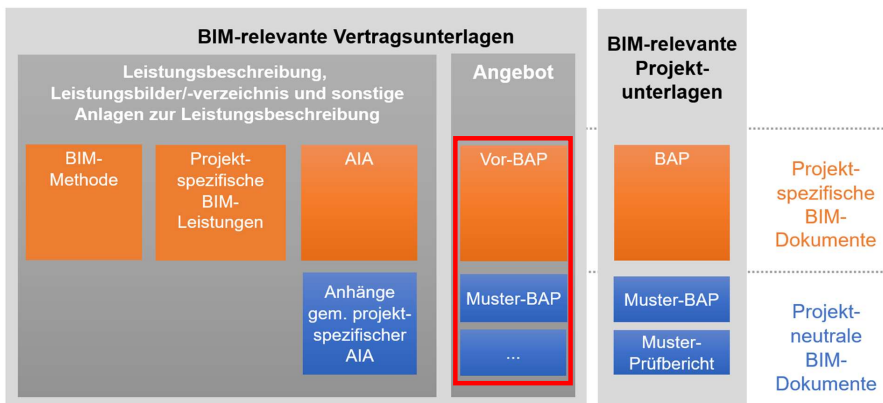 BIM-relevante Vertragsunterlagen
Leistungsbeschreibung,
Leistungsbilder/-verzeichnis und sonstige
Anlagen zur Leistungsbeschreibung
BIM-
Methode
Projekt-
spezifische
BIM-
Leistungen
AIA
Anhänge
gem. projekt-
spezifischer
AIA
Angebot
Vor-BAP
Muster-BAP
...
BIM-relevante
Projekt-
unterlagen
BAP
Muster-BAP
Muster-
Prüfbericht
Projekt-
spezifische
BIM-
Dokumente
Projekt-
neutrale
BIM-
Dokumente